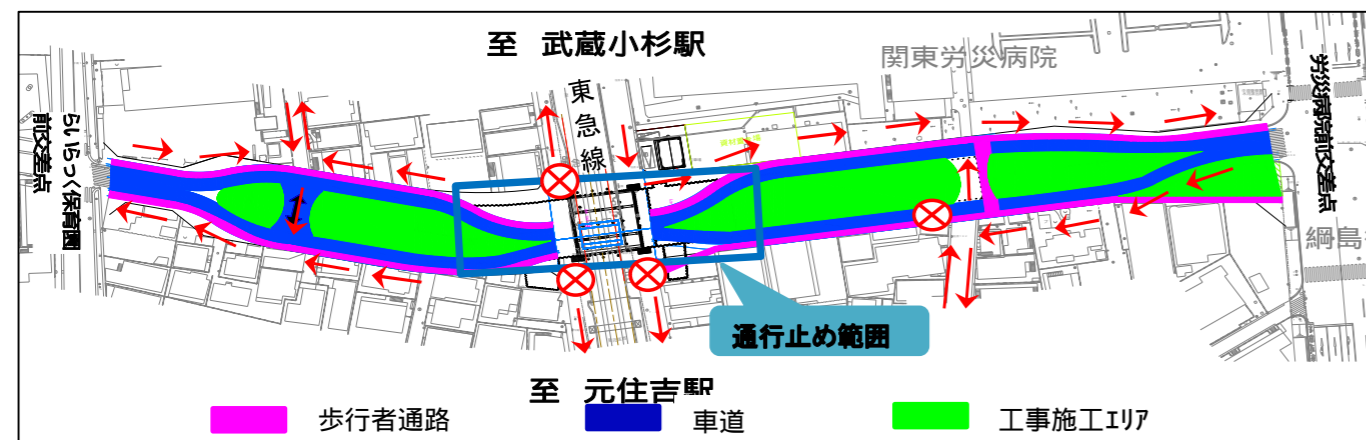 至 武蔵小杉駅
関東労災病院
東急線
らいらっく保育園
前交差点
労災病院前交差点
綱島
通行止め範囲
至 元住吉駅
歩行者通路
車道
工事施工エリア